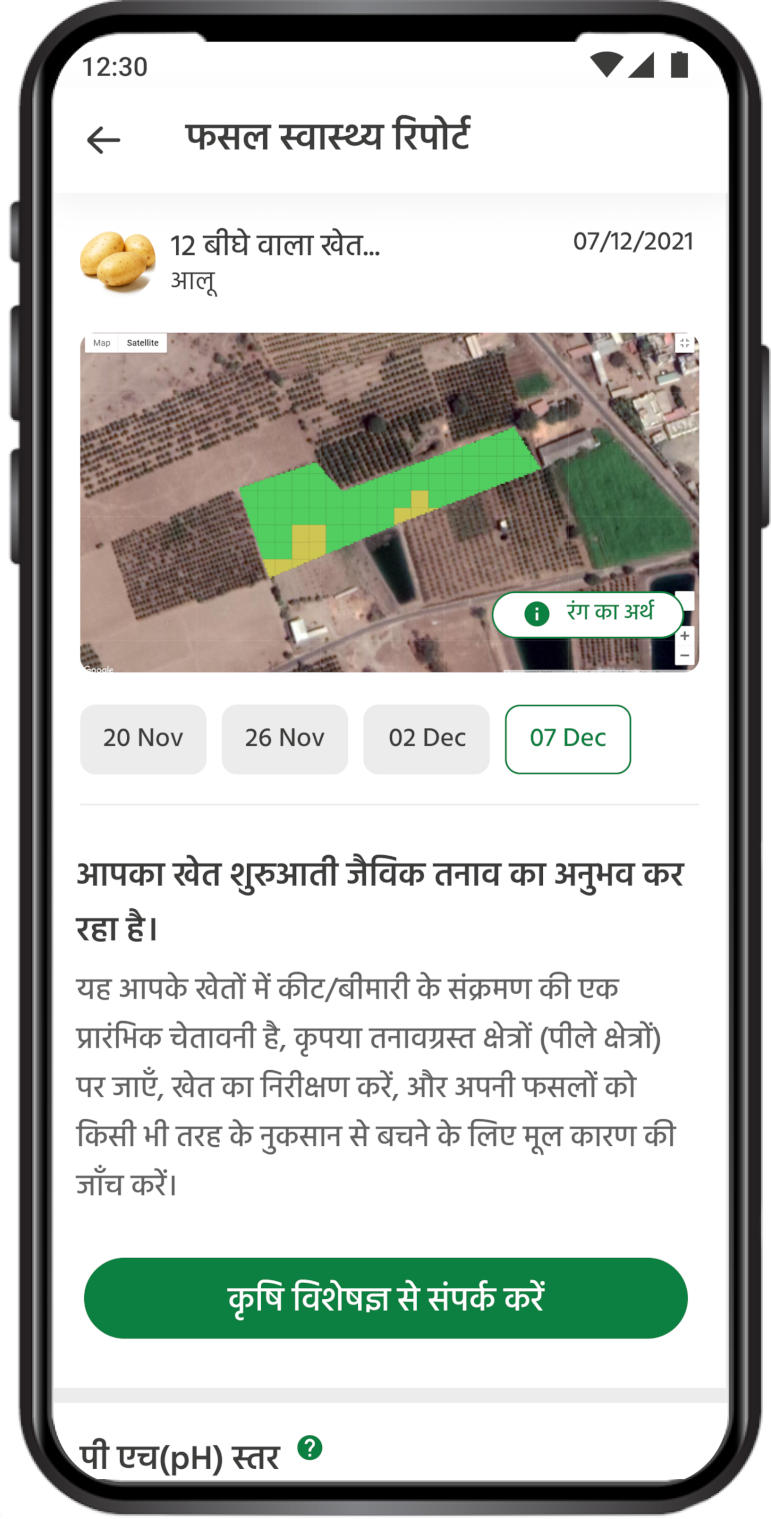 12:30
फसल स्वास्थ्य रिपोर्ट
12 बीघे वाला खेत...
07/12/2021
आलू
Map Satellite
रंग का अर्थ
Google
20 Nov 26 Nov 02 Dec 07 Dec
आपका खेत शुरुआती जैविक तनाव का अनुभव कर
रहा है।
यह आपके खेतों में कीट/बीमारी के संक्रमण की एक
प्रारंभिक चेतावनी है, कृपया तनावग्रस्त क्षेत्रों (पीले क्षेत्रों)
पर जाएँ, खेत का निरीक्षण करें, और अपनी फसलों को
किसी भी तरह के नुकसान से बचने के लिए मूल कारण की
जाँच करें।
कृषि विशेषज्ञ से संपर्क करें
पी एच(pH) स्तर ?